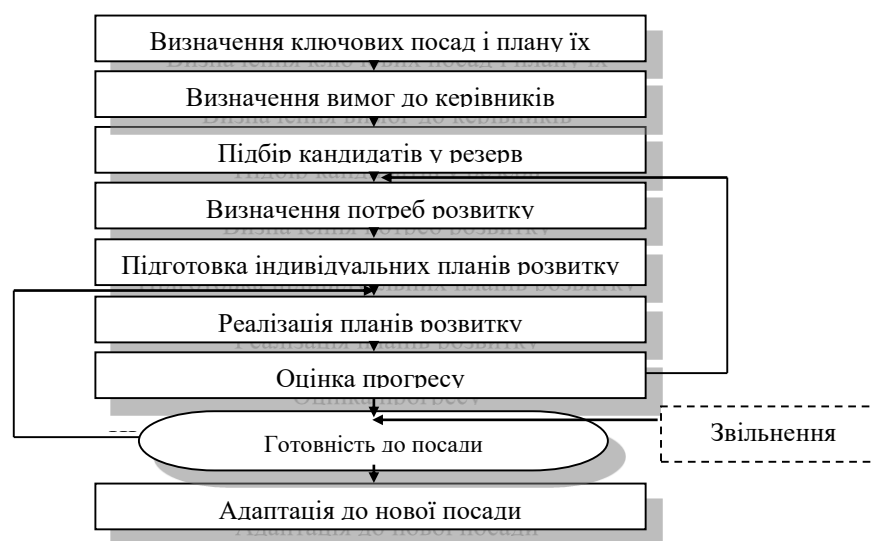 Визначення ключових посад і плану їх
Визначення вимог до керівників
Підбір кандидатів у резерв
Визначення потреб розвитку
Підготовка індивідуальних планів розвитку
Реалізація планів розвитку
Оцінка прогресу
Готовність до посади
Звільнення
Адаптація до нової посади